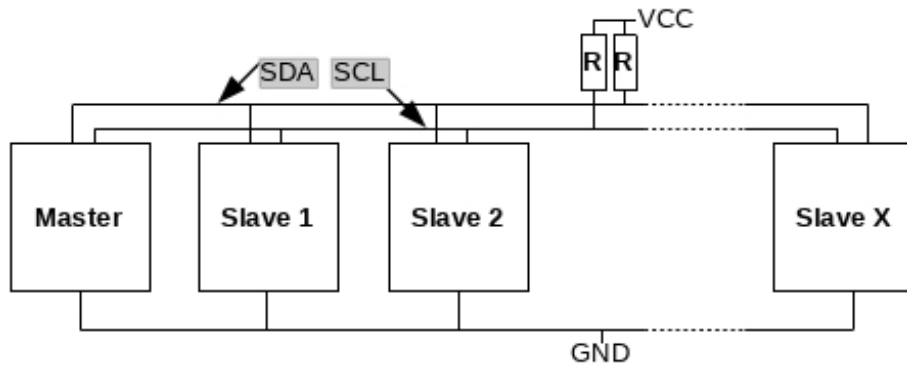 VCC
R R
SDA SCL
Master Slave 1 Slave 2 Slave X
GND